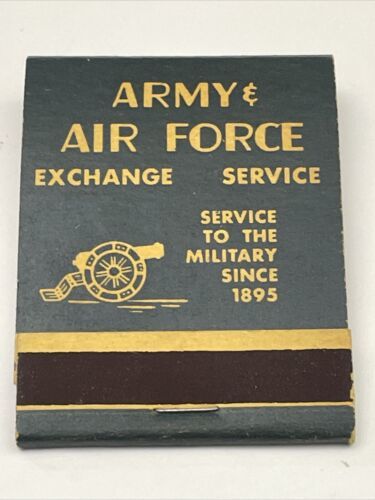 ARMY &
AIR FORCE
EXCHANGE SERVICE
SERVICE
TO THE
MILITARY
SINCE
1895